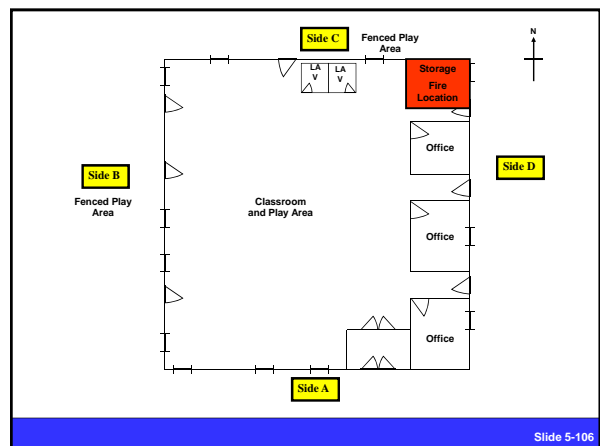 Side C
Fenced Play
Area
N
LA
V
LA
V
Storage
Fire
Location
Office
Side B
Side D
Fenced Play
Area
Classroom
and Play Area
Office
Office
Side A
Slide 5-106